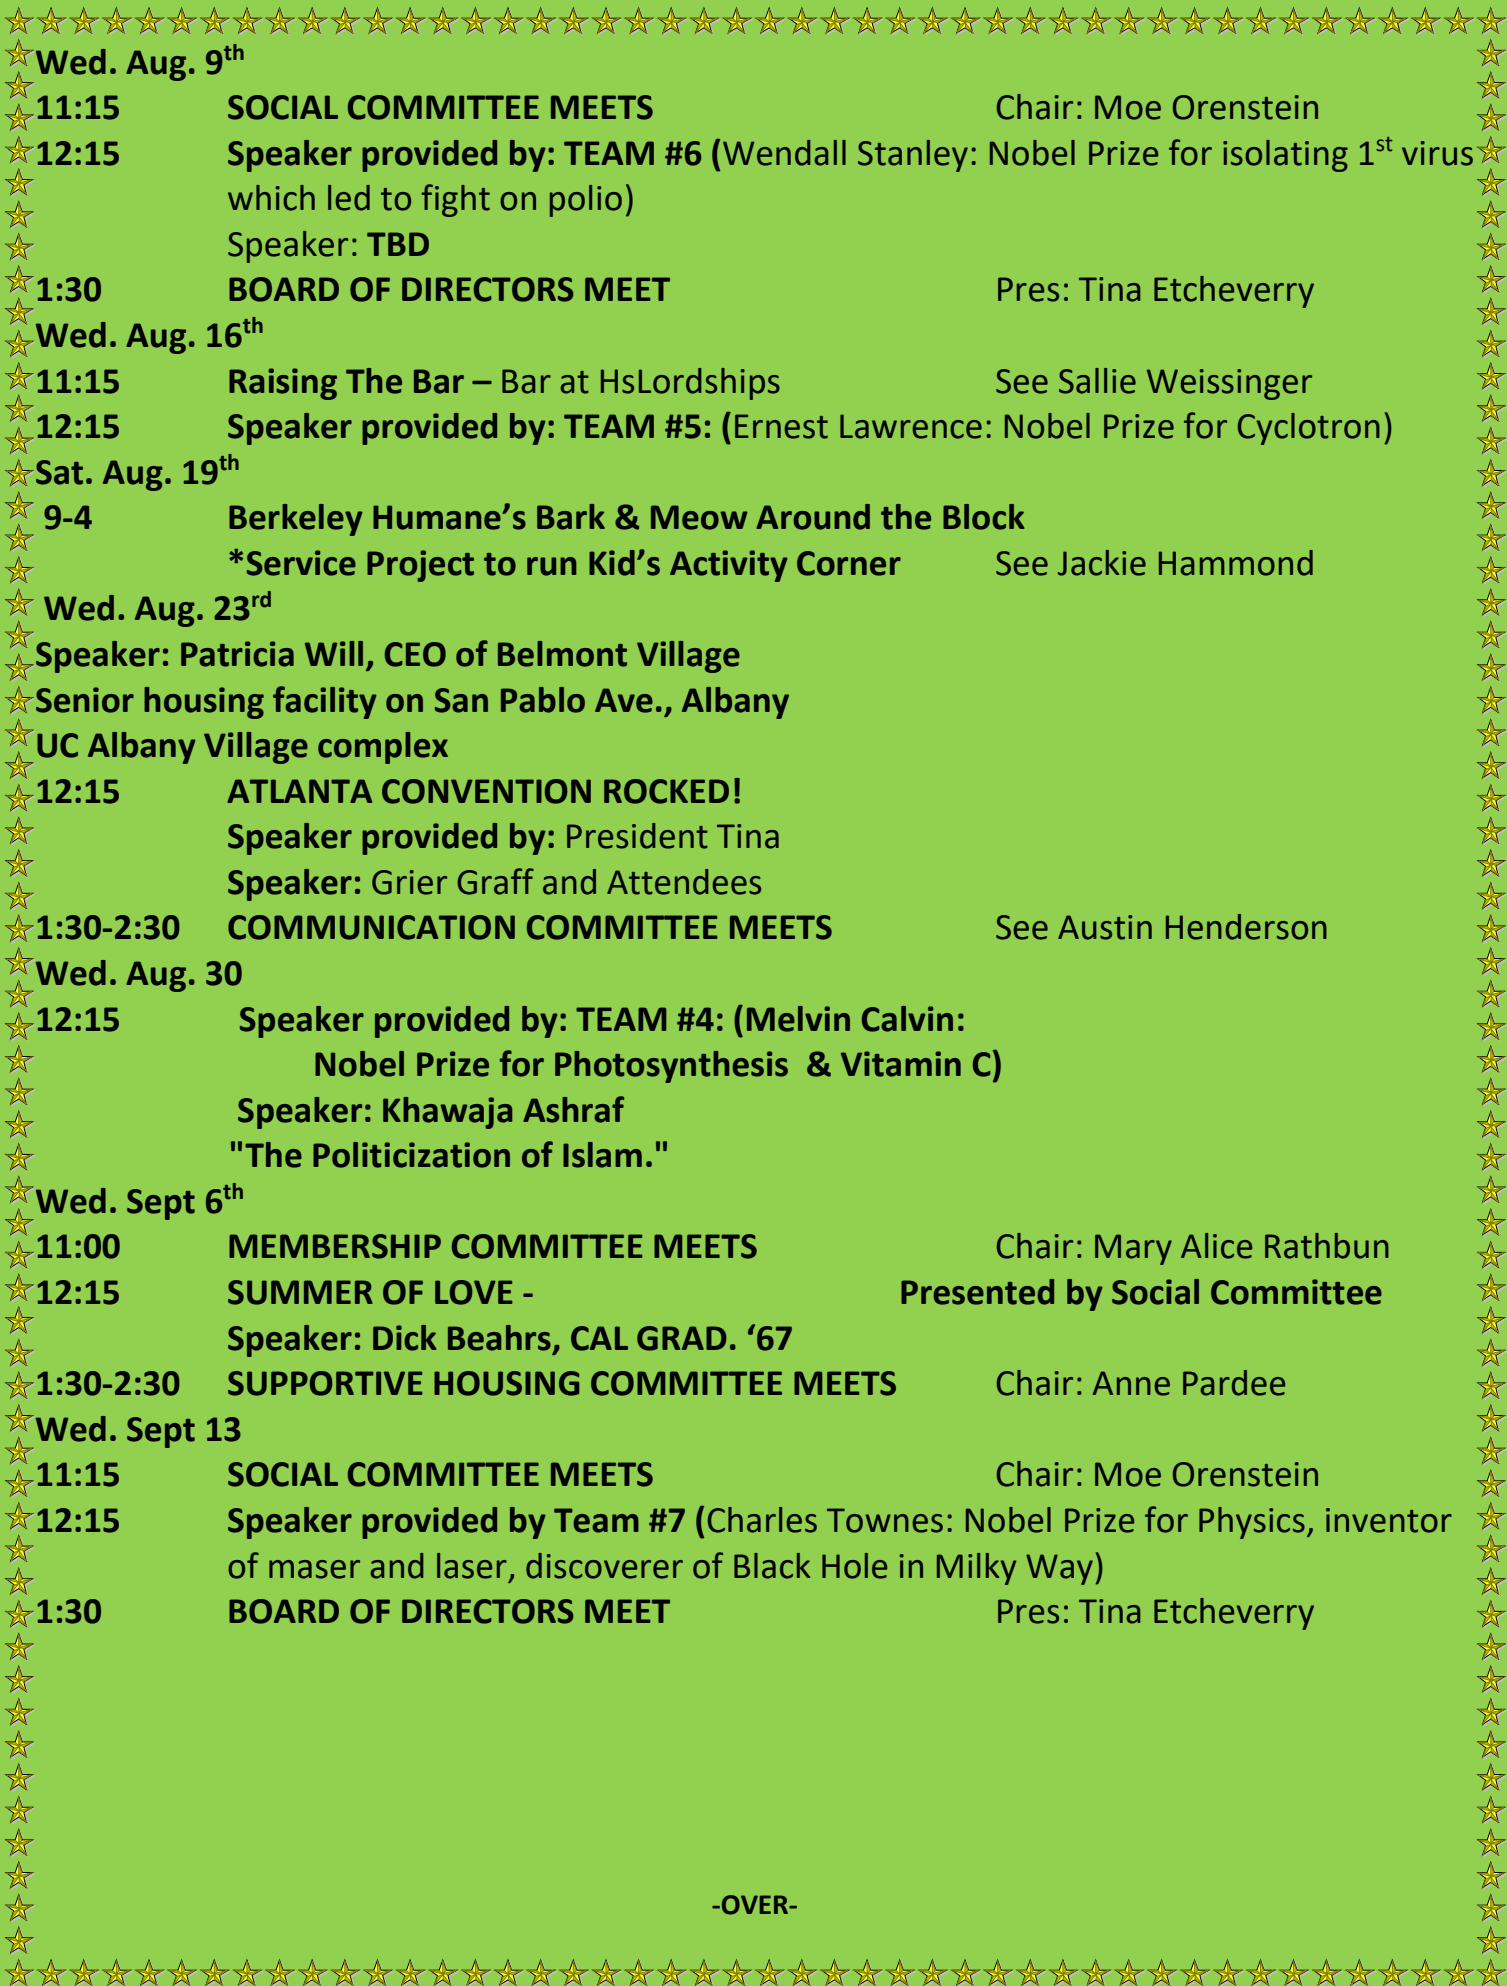 Wed. Aug. 9th
11:15 SOCIAL COMMITTEE MEETS Chair: Moe Orenstein
12:15 Speaker provided by: TEAM #6 (Wendall Stanley: Nobel Prize for isolating 1st virus
which led to fight on polio)
Speaker: TBD
1:30 BOARD OF DIRECTORS MEET Pres: Tina Etcheverry
Wed. Aug. 16th
11:15 Raising The Bar – Bar at HsLordships See Sallie Weissinger
12:15 Speaker provided by: TEAM #5: (Ernest Lawrence: Nobel Prize for Cyclotron)
Sat. Aug. 19th
9-4 Berkeley Humane’s Bark & Meow Around the Block
*Service Project to run Kid’s Activity Corner See Jackie Hammond
Wed. Aug. 23rd
Speaker: Patricia Will, CEO of Belmont Village
Senior housing facility on San Pablo Ave., Albany
UC Albany Village complex
12:15 ATLANTA CONVENTION ROCKED!
Speaker provided by: President Tina
Speaker: Grier Graff and Attendees
1:30-2:30 COMMUNICATION COMMITTEE MEETS See Austin Henderson
Wed. Aug. 30
12:15 Speaker provided by: TEAM #4: (Melvin Calvin:
Nobel Prize for Photosynthesis & Vitamin C)
Speaker: Khawaja Ashraf
"The Politicization of Islam."
Wed. Sept 6th
11:00 MEMBERSHIP COMMITTEE MEETS Chair: Mary Alice Rathbun
12:15 SUMMER OF LOVE - Presented by Social Committee
Speaker: Dick Beahrs, CAL GRAD. ‘67
1:30-2:30 SUPPORTIVE HOUSING COMMITTEE MEETS Chair: Anne Pardee
Wed. Sept 13
11:15 SOCIAL COMMITTEE MEETS Chair: Moe Orenstein
12:15 Speaker provided by Team #7 (Charles Townes: Nobel Prize for Physics, inventor
of maser and laser, discoverer of Black Hole in Milky Way)
1:30 BOARD OF DIRECTORS MEET Pres: Tina Etcheverry
-OVER-